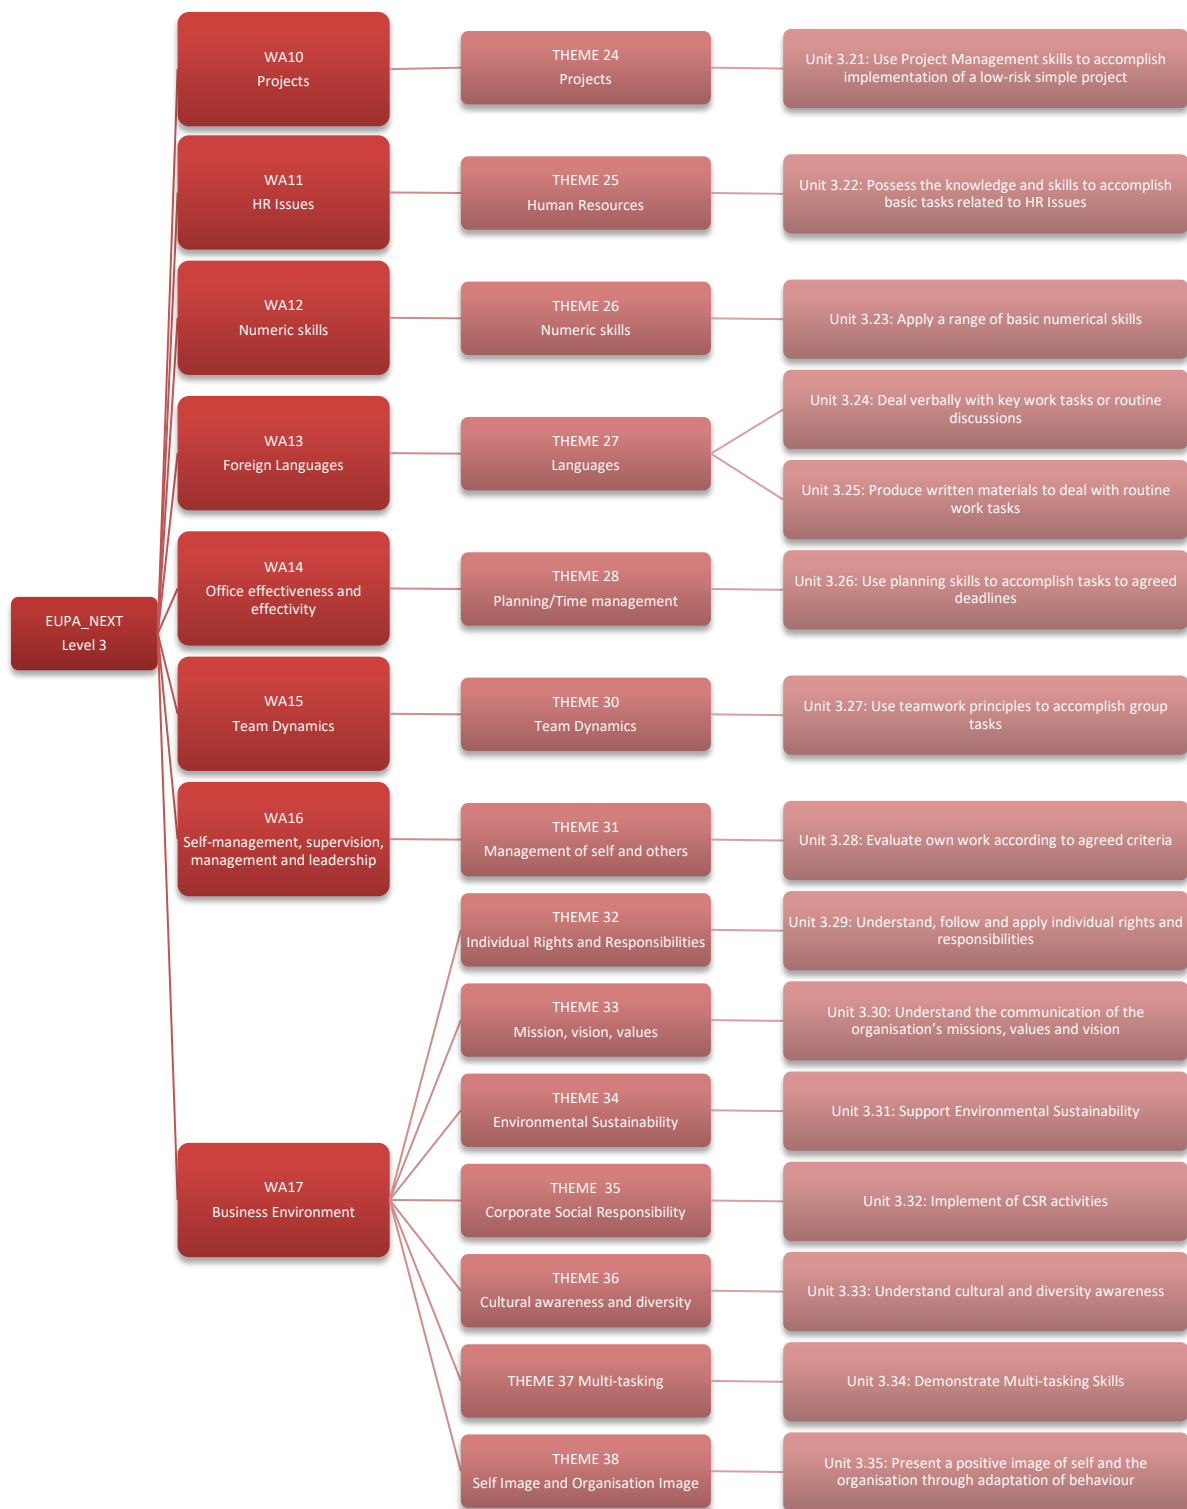 WA10
Projects
THEME 24
Projects
Unit 3.21: Use Project Management skills to accomplish
implementation of a low-risk simple project
WA11
HR Issues
THEME 25
Human Resources
Unit 3.22: Possess the knowledge and skills to accomplish
basic tasks related to HR Issues
WA12
Numeric skills
THEME 26
Numeric skills
Unit 3.23: Apply a range of basic numerical skills
WA13
Foreign Languages
THEME 27
Languages
Unit 3.24: Deal verbally with key work tasks or routine
discussions
Unit 3.25: Produce written materials to deal with routine
work tasks
EUPA_NEXT
Level 3
WA14
Office effectiveness and
effectivity
THEME 28
Planning/Time management
Unit 3.26: Use planning skills to accomplish tasks to agreed
deadlines
WA15
Team Dynamics
THEME 30
Team Dynamics
Unit 3.27: Use teamwork principles to accomplish group
tasks
WA16
Self-management, supervision,
management and leadership
THEME 31
Management of self and others
Unit 3.28: Evaluate own work according to agreed criteria
WA17
Business Environment
THEME 32
Individual Rights and Responsibilities
Unit 3.29: Understand, follow and apply individual rights and
responsibilities
THEME 33
Mission, vision, values
Unit 3.30: Understand the communication of the
organisation’s missions, values and vision
THEME 34
Environmental Sustainability
Unit 3.31: Support Environmental Sustainability
THEME  35
Corporate Social Responsibility
Unit 3.32: Implement of CSR activities
THEME 36
Cultural awareness and diversity
Unit 3.33: Understand cultural and diversity awareness
THEME 37 Multi-tasking
Unit 3.34: Demonstrate Multi-tasking Skills
THEME 38
Self Image and Organisation Image
Unit 3.35: Present a positive image of self and the
organisation through adaptation of behaviour